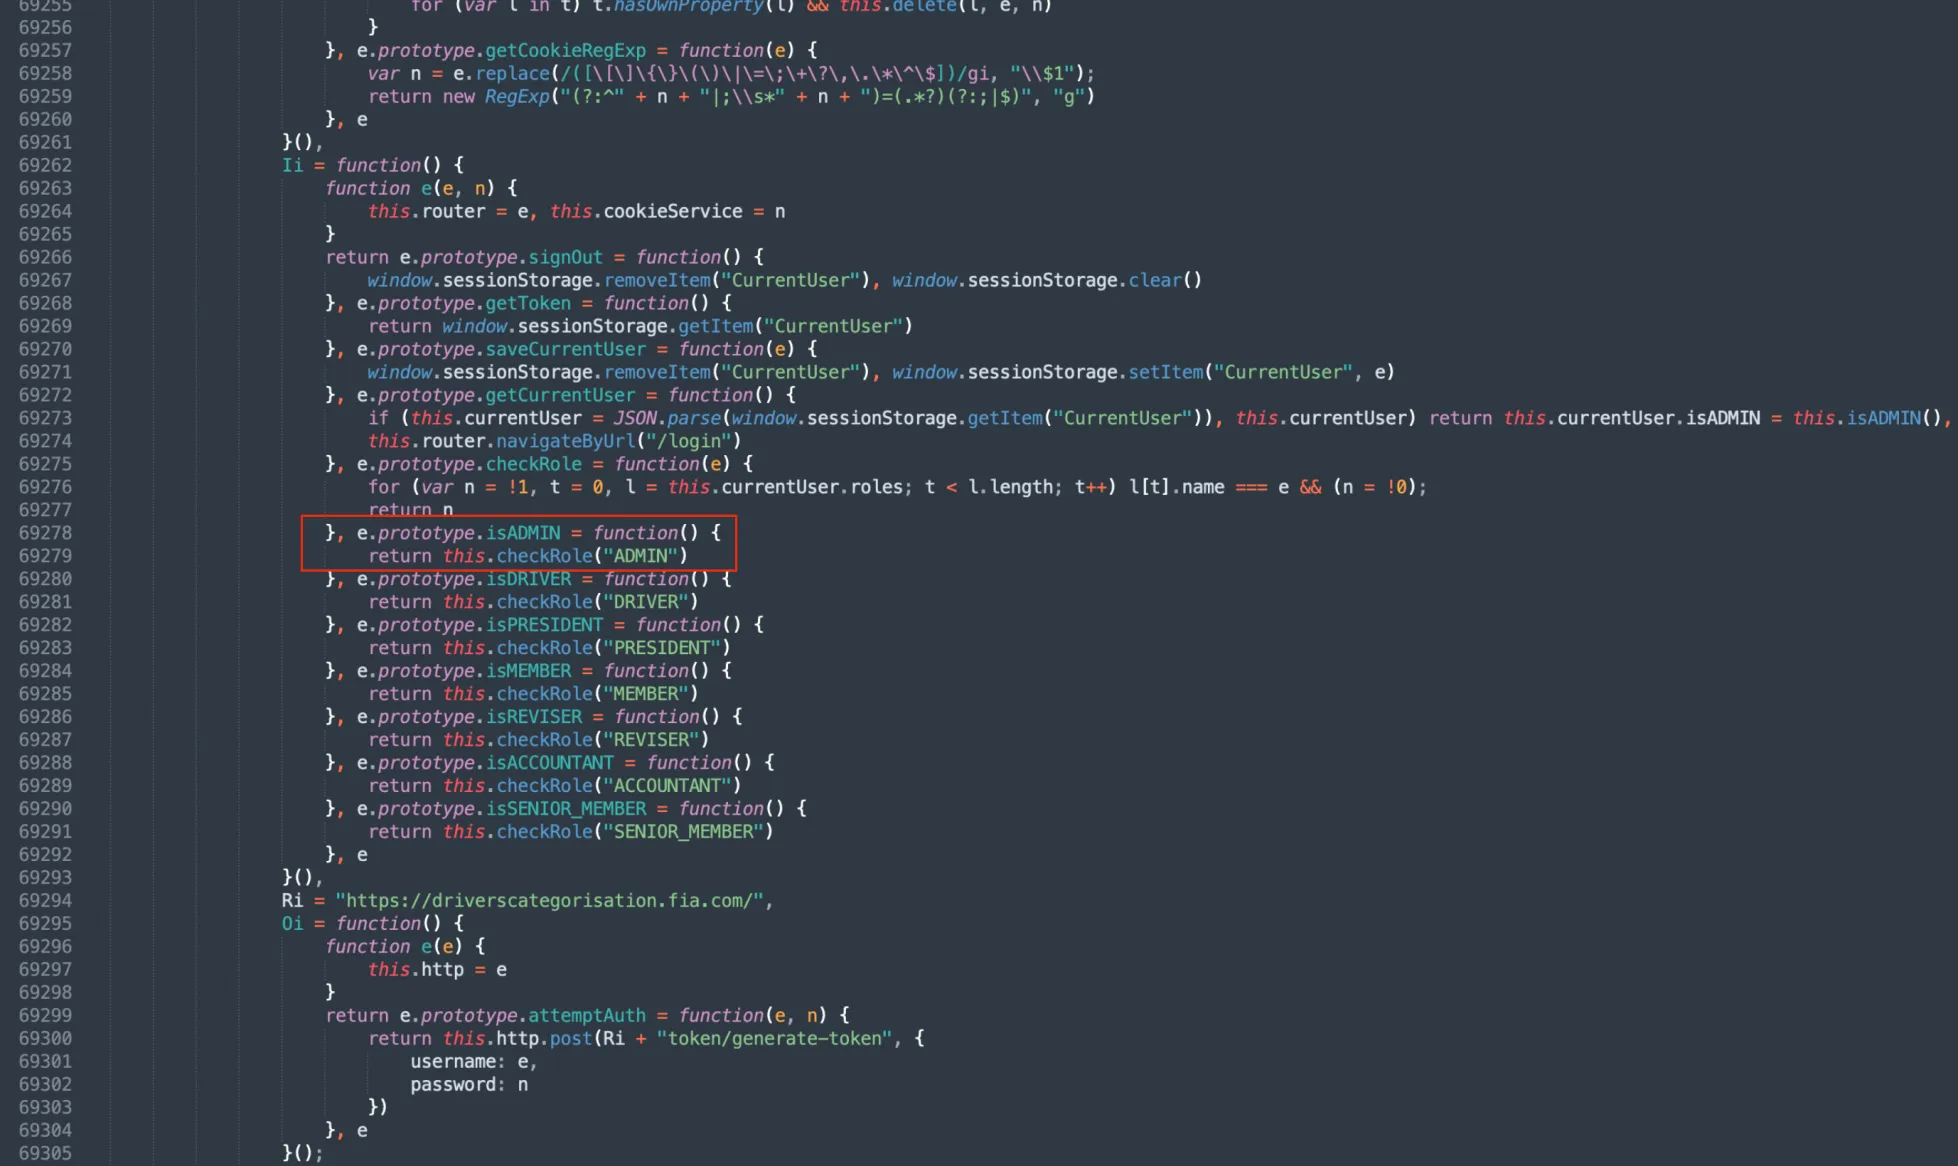 69255 for (var l in t) t.hasOwnProperty(l) && this.delete(l, e, n)
69256 }
69257 }, e.prototype.getCookieRegExp = function(e) {
69258 var n = e.replace(/([\[\]\{\}\(\)\|\=\;\+\?\,\.\*\^\$])/gi, "\\$1");
69259 return new RegExp("(?:^" + n + "|;\\s*" + n + ")=(.*?)(?:;|$)", "g")
69260 }, e
69261 }(),
69262 Ii = function() {
69263 function e(e, n) {
69264 this.router = e, this.cookieService = n
69265 }
69266 return e.prototype.signOut = function() {
69267 window.sessionStorage.removeItem("CurrentUser"), window.sessionStorage.clear()
69268 }, e.prototype.getToken = function() {
69269 return window.sessionStorage.getItem("CurrentUser")
69270 }, e.prototype.saveCurrentUser = function(e) {
69271 window.sessionStorage.removeItem("CurrentUser"), window.sessionStorage.setItem("CurrentUser", e)
69272 }, e.prototype.getCurrentUser = function() {
69273 if (this.currentUser = JSON.parse(window.sessionStorage.getItem("CurrentUser")), this.currentUser) return this.currentUser.isADMIN = this.isADMIN(),
69274 this.router.navigateByUrl("/login")
69275 }, e.prototype.checkRole = function(e) {
69276 for (var n = !1, t = 0, l = this.currentUser.roles; t < l.length; t++) l[t].name === e && (n = !0);
69277 return n
69278 }, e.prototype.isADMIN = function() {
69279 return this.checkRole("ADMIN")
69280 }, e.prototype.isDRIVER = function() {
69281 return this.checkRole("DRIVER")
69282 }, e.prototype.isPRESIDENT = function() {
69283 return this.checkRole("PRESIDENT")
69284 }, e.prototype.isMEMBER = function() {
69285 return this.checkRole("MEMBER")
69286 }, e.prototype.isREVISER = function() {
69287 return this.checkRole("REVISER")
69288 }, e.prototype.isACCOUNTANT = function() {
69289 return this.checkRole("ACCOUNTANT")
69290 }, e.prototype.isSENIOR_MEMBER = function() {
69291 return this.checkRole("SENIOR_MEMBER")
69292 }, e
69293 }(),
69294 Ri = "https://driverscategorisation.fia.com/",
69295 Oi = function() {
69296 function e(e) {
69297 this.http = e
69298 }
69299 return e.prototype.attemptAuth = function(e, n) {
69300 return this.http.post(Ri + "token/generate-token", {
69301 username: e,
69302 password: n
69303 })
69304 }, e
69305 }();